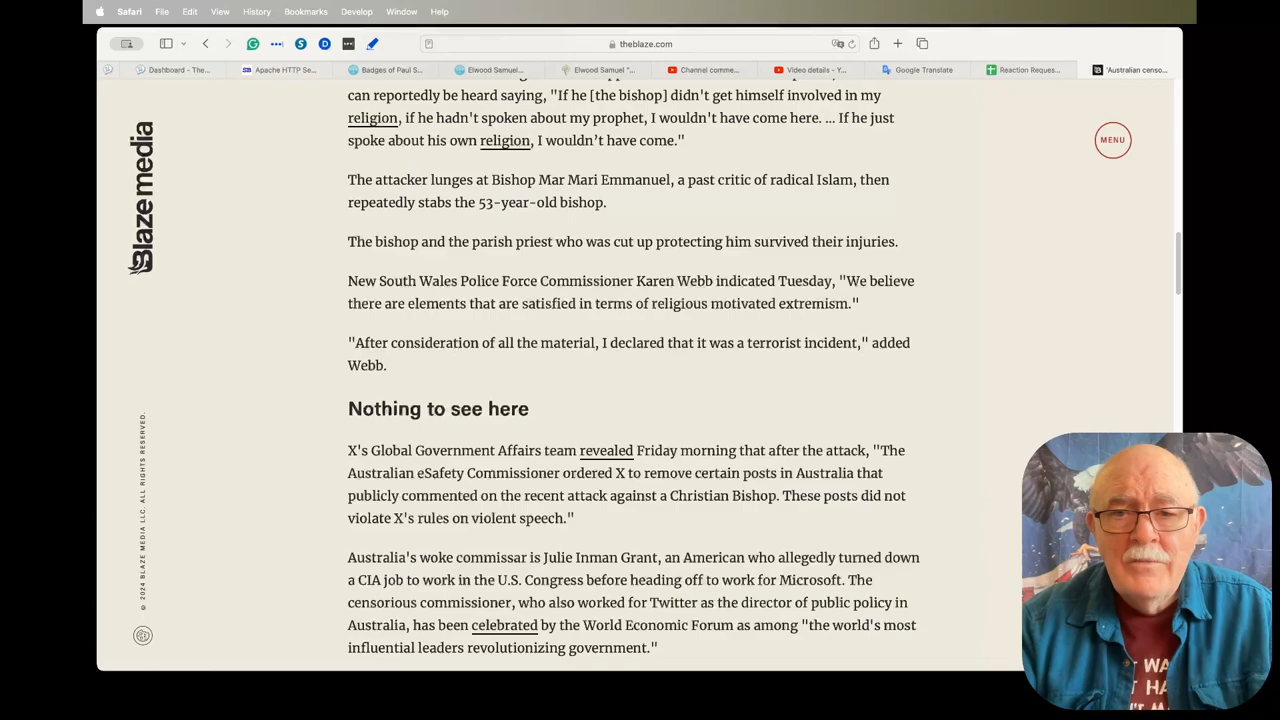 Safari File Edit View History Bookmarks Develop Window Help
theblaze.com
Dashboard - The... Apache HTTP Se... Badges of Paul S... Elwood Samuel... Elwood Samuel "... Channel comme... Video details - Y... Google Translate Reaction Reques... 'Australian censo...
can reportedly be heard saying, "If he [the bishop] didn't get himself involved in my
religion, if he hadn't spoken about my prophet, I wouldn't have come here. ... If he just
spoke about his own religion, I wouldn't have come."
The attacker lunges at Bishop Mar Mari Emmanuel, a past critic of radical Islam, then
repeatedly stabs the 53-year-old bishop.
The bishop and the parish priest who was cut up protecting him survived their injuries.
New South Wales Police Force Commissioner Karen Webb indicated Tuesday, "We believe
there are elements that are satisfied in terms of religious motivated extremism."
"After consideration of all the material, I declared that it was a terrorist incident," added
Webb.
Nothing to see here
X's Global Government Affairs team revealed Friday morning that after the attack, "The
Australian eSafety Commissioner ordered X to remove certain posts in Australia that
publicly commented on the recent attack against a Christian Bishop. These posts did not
violate X's rules on violent speech."
Australia's woke commissar is Julie Inman Grant, an American who allegedly turned down
a CIA job to work in the U.S. Congress before heading off to work for Microsoft. The
censorious commissioner, who also worked for Twitter as the director of public policy in
Australia, has been celebrated by the World Economic Forum as among "the world's most
influential leaders revolutionizing government."
Blaze media
© 2024 BLAZE MEDIA LLC. ALL RIGHTS RESERVED.
MENU